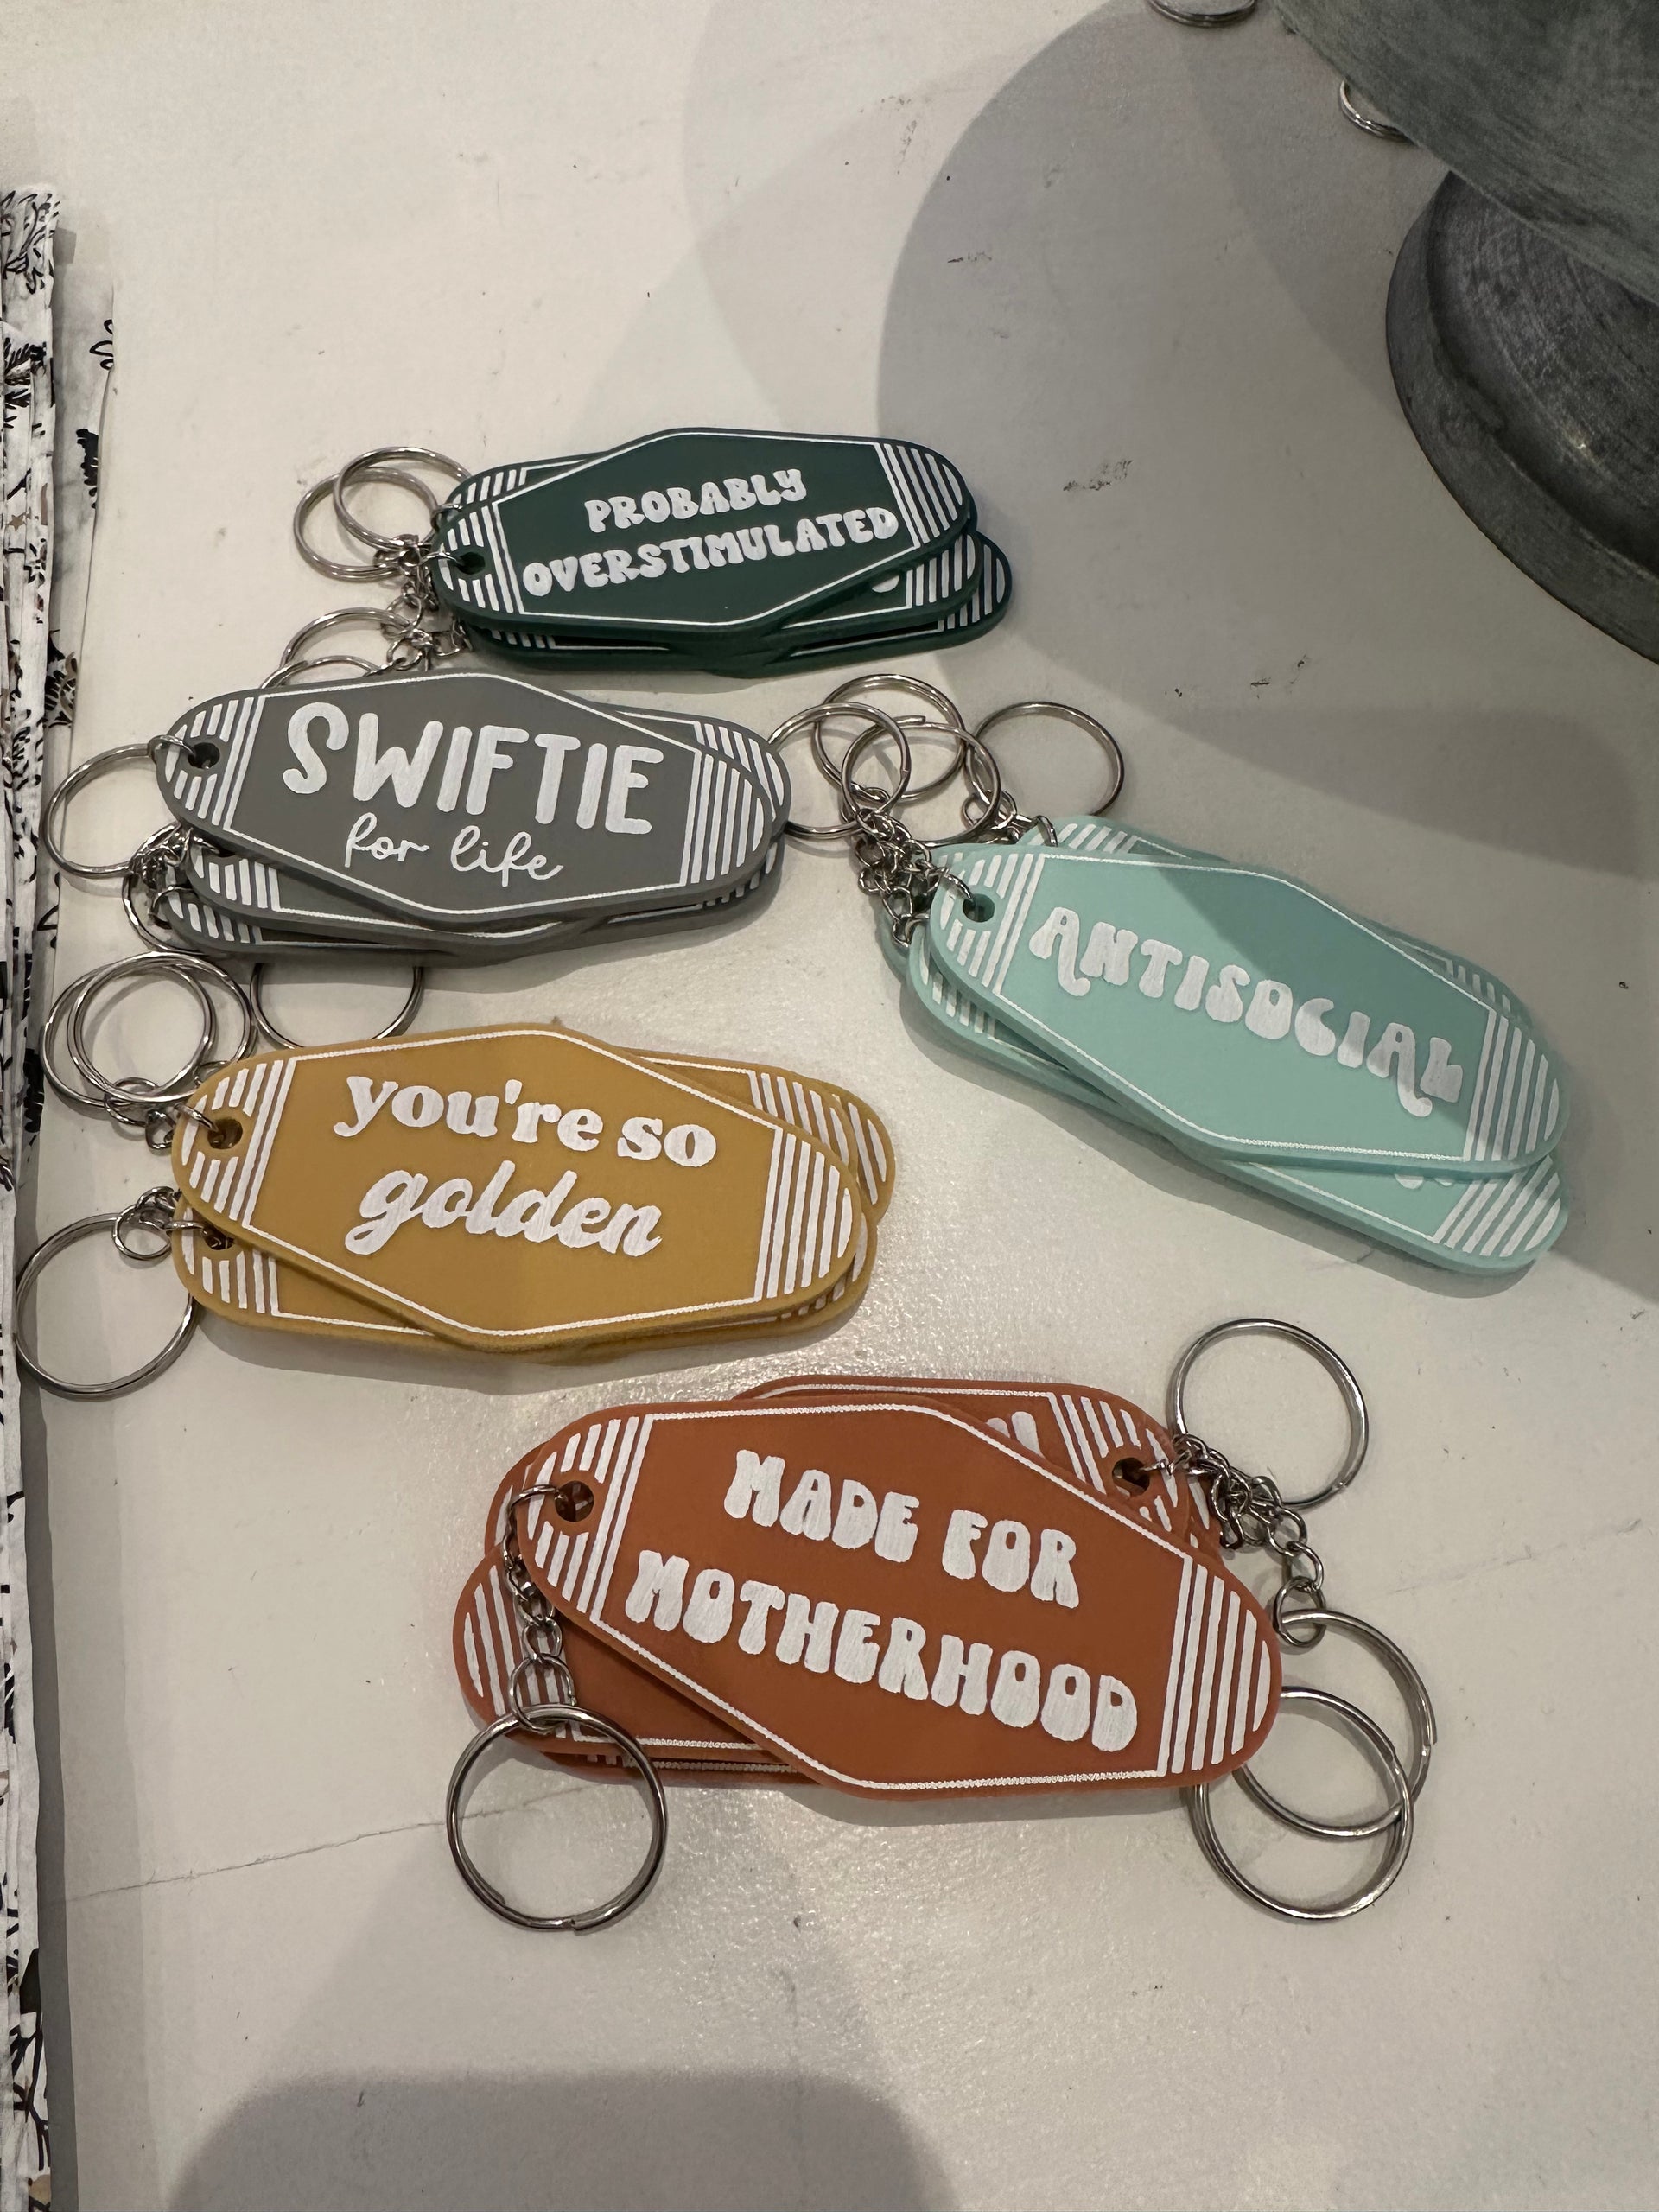 PROBABLY
OVERSTIMULATED
SWIFTIE
for life
ANTISOCIAL
you're so
golden
MADE FOR
MOTHERHOOD